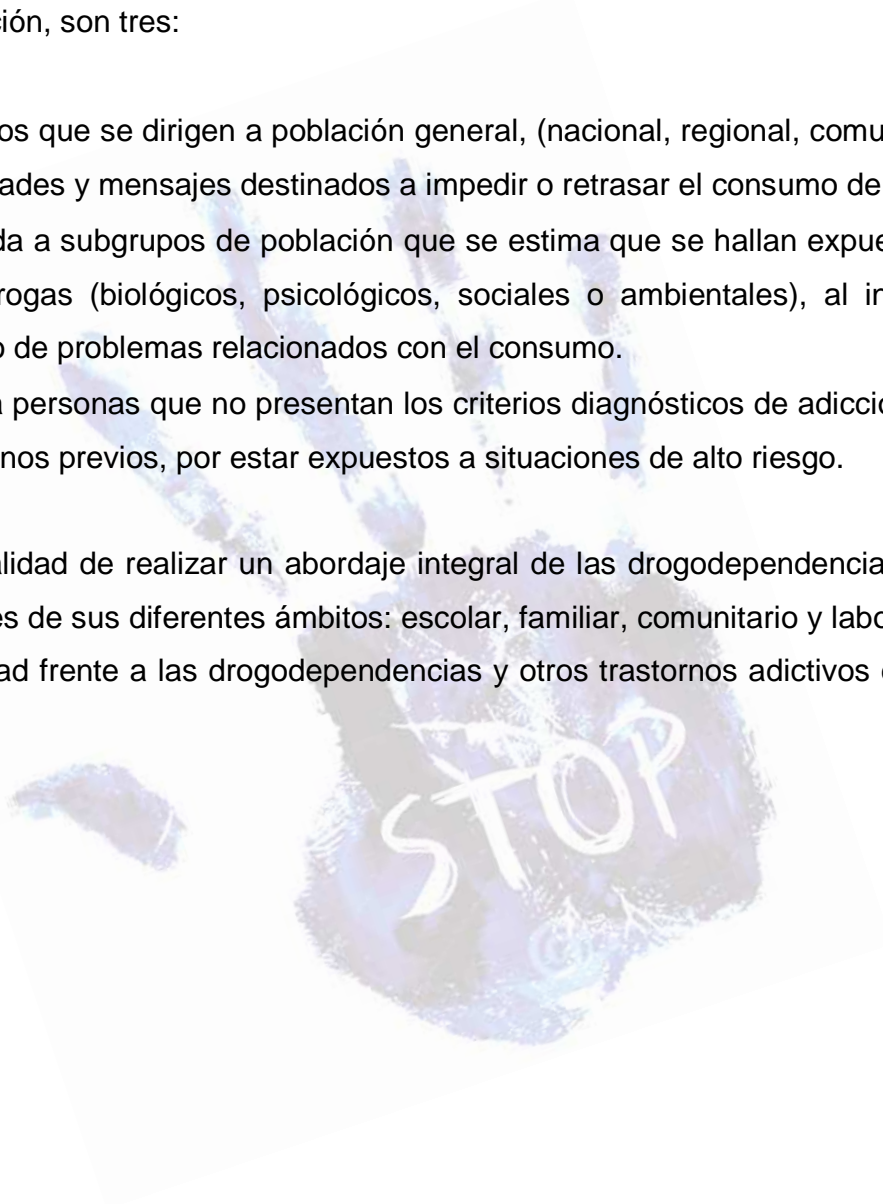 ción, son tres:
os que se dirigen a población general, (nacional, regional, comu
ades y mensajes destinados a impedir o retrasar el consumo de
da a subgrupos de población que se estima que se hallan expue
rogas (biológicos, psicológicos, sociales o ambientales), al in
o de problemas relacionados con el consumo.
a personas que no presentan los criterios diagnósticos de adicci
nos previos, por estar expuestos a situaciones de alto riesgo.
alidad de realizar un abordaje integral de las drogodependencia
es de sus diferentes ámbitos: escolar, familiar, comunitario y labo
ad frente a las drogodependencias y otros trastornos adictivos
STOP